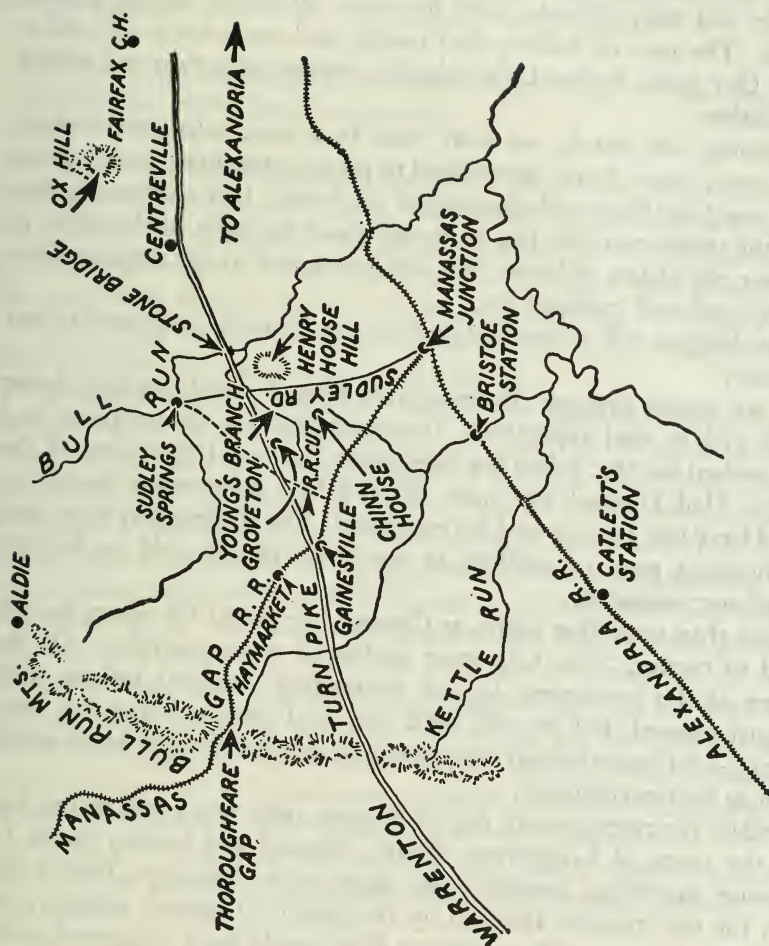 OX HILL
FAIRFAX C.H.
CENTREVILLE
TO ALEXANDRIA
STONE BRIDGE
BULL RUN
SUDLEY
SPRINGS
HENRY
HOUSE
HILL
SUDLEY RD.
YOUNG'S BRANCH
GROVETON
R.R. CUT
CHINN
HOUSE
MANASSAS
JUNCTION
BRISTOE
STATION
ALDIE
BULL RUN MTS.
MANASSAS GAP R.R.
HAYMARKET
GAINESVILLE
THOROUGHFARE
GAP
WARRENTON TURN PIKE
KETTLE RUN
CATLETT'S
STATION
ALEXANDRIA R.R.